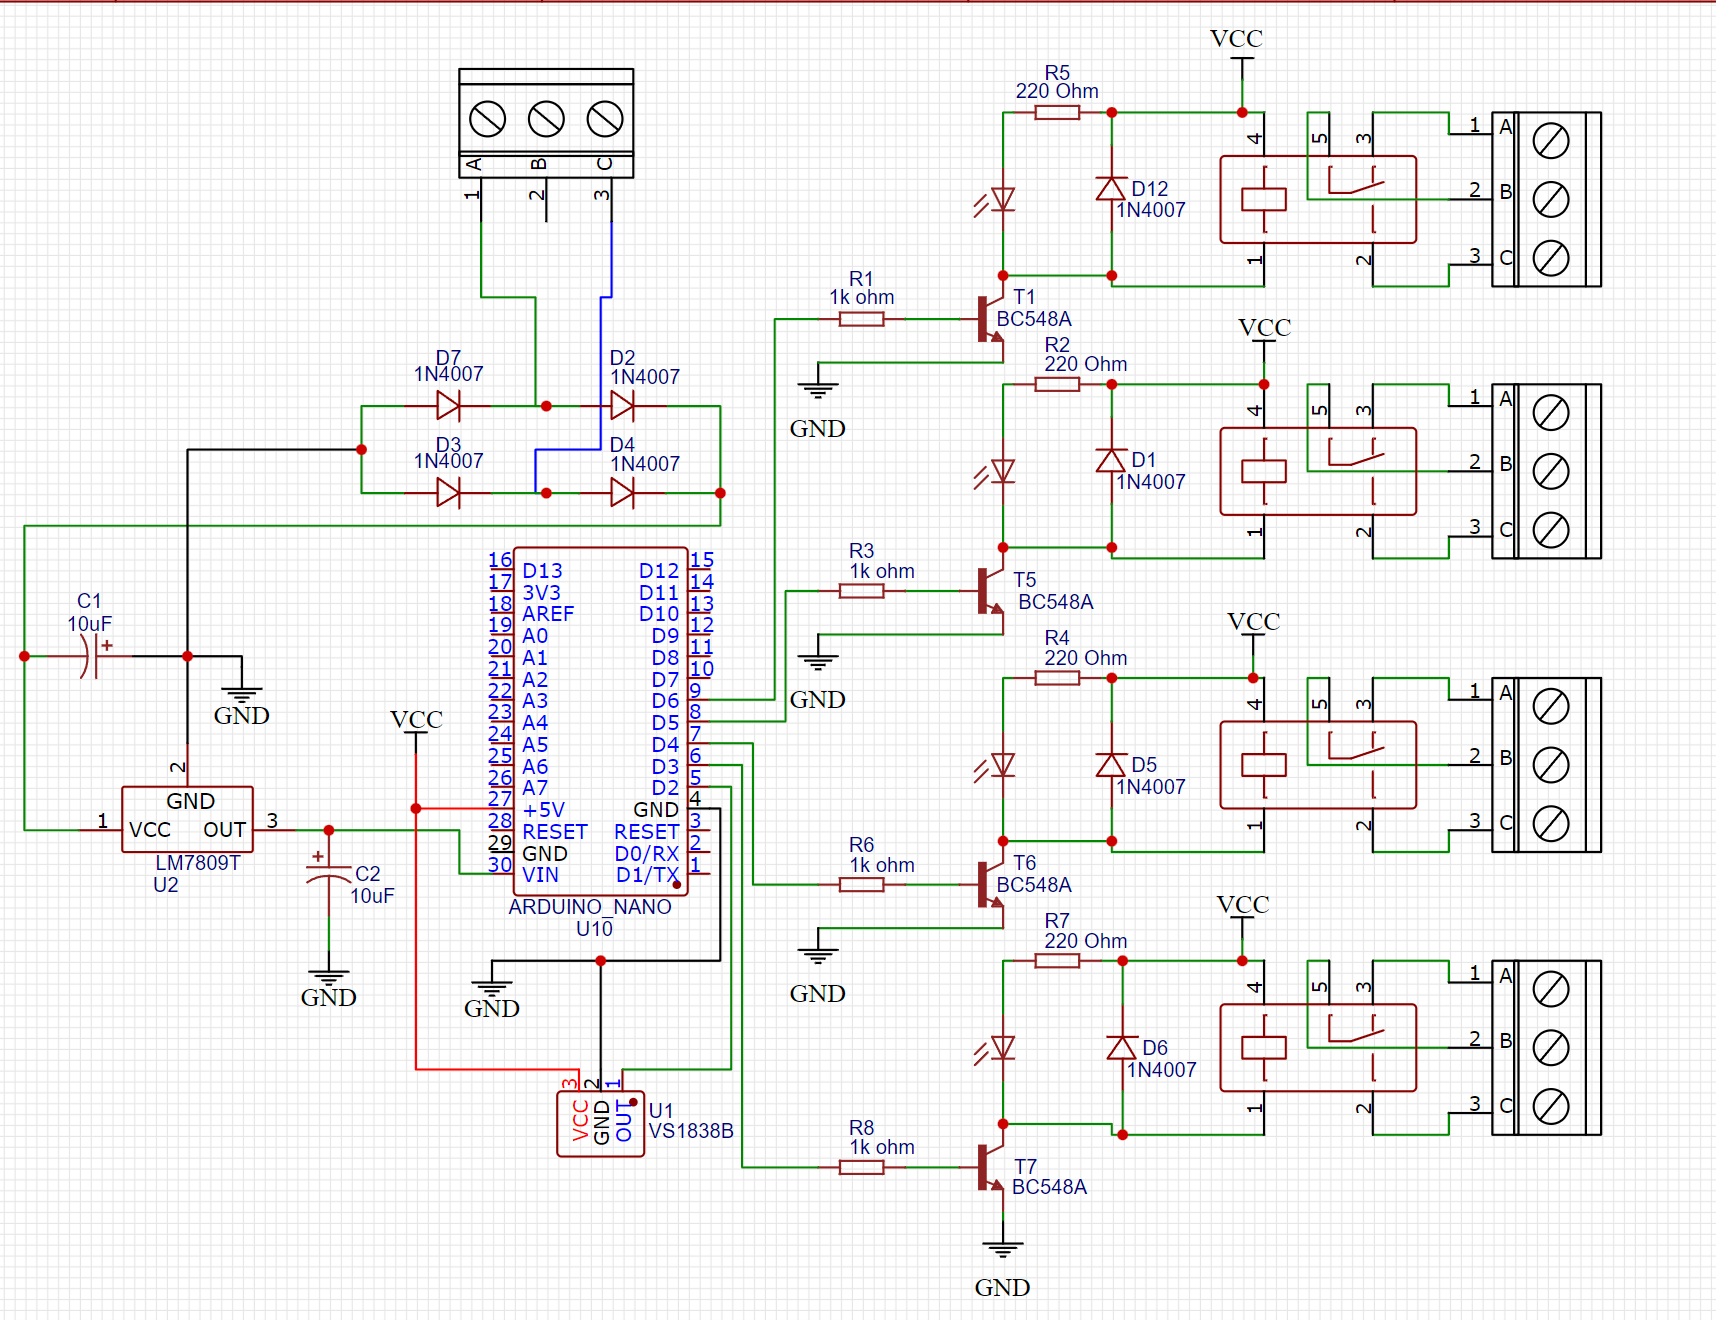 VCC
R5
220 Ohm
4
5
3
1
A
2
B
3
C
D12
1N4007
1
2
A
B
C
1
2
3
R1
1k ohm
T1
BC548A
GND
VCC
R2
220 Ohm
4
5
3
1
A
2
B
3
C
D1
1N4007
1
2
D7
1N4007
D2
1N4007
D3
1N4007
D4
1N4007
R3
1k ohm
T5
BC548A
GND
C1
10uF
GND
VCC
2
GND
1
VCC
OUT
3
LM7809T
U2
C2
10uF
GND
16
D13
D12
15
17
3V3
D11
14
18
AREF
D10
13
19
A0
D9
12
20
A1
D8
11
21
A2
D7
10
22
A3
D6
9
23
A4
D5
8
24
A5
D4
7
25
A6
D3
6
26
A7
D2
5
27
+5V
GND
4
28
RESET
RESET
3
29
GND
D0/RX
2
30
VIN
D1/TX
1
ARDUINO_NANO
U10
GND
3
2
1
VCC
GND
OUT
U1
VS1838B
VCC
R4
220 Ohm
4
5
3
1
A
2
B
3
C
D5
1N4007
1
2
R6
1k ohm
T6
BC548A
GND
VCC
R7
220 Ohm
4
5
3
1
A
2
B
3
C
D6
1N4007
1
2
R8
1k ohm
T7
BC548A
GND